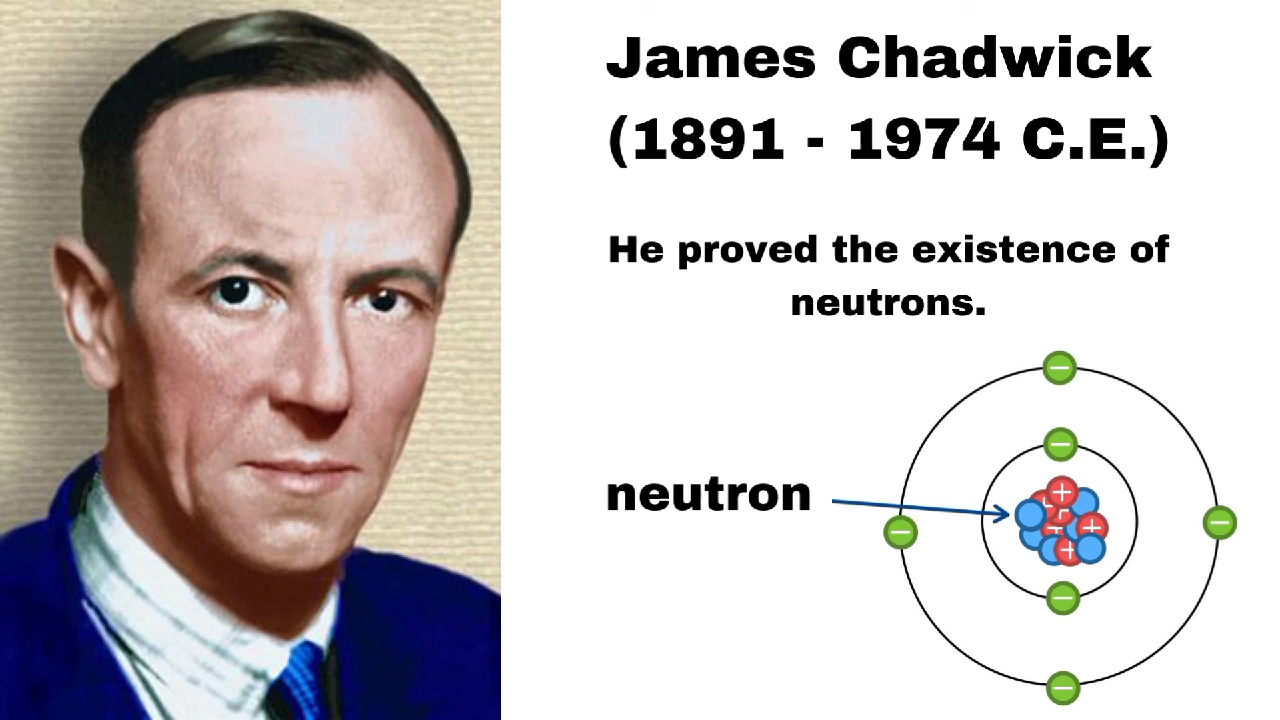 James Chadwick
(1891 - 1974 C.E.)
He proved the existence of
neutrons.
neutron